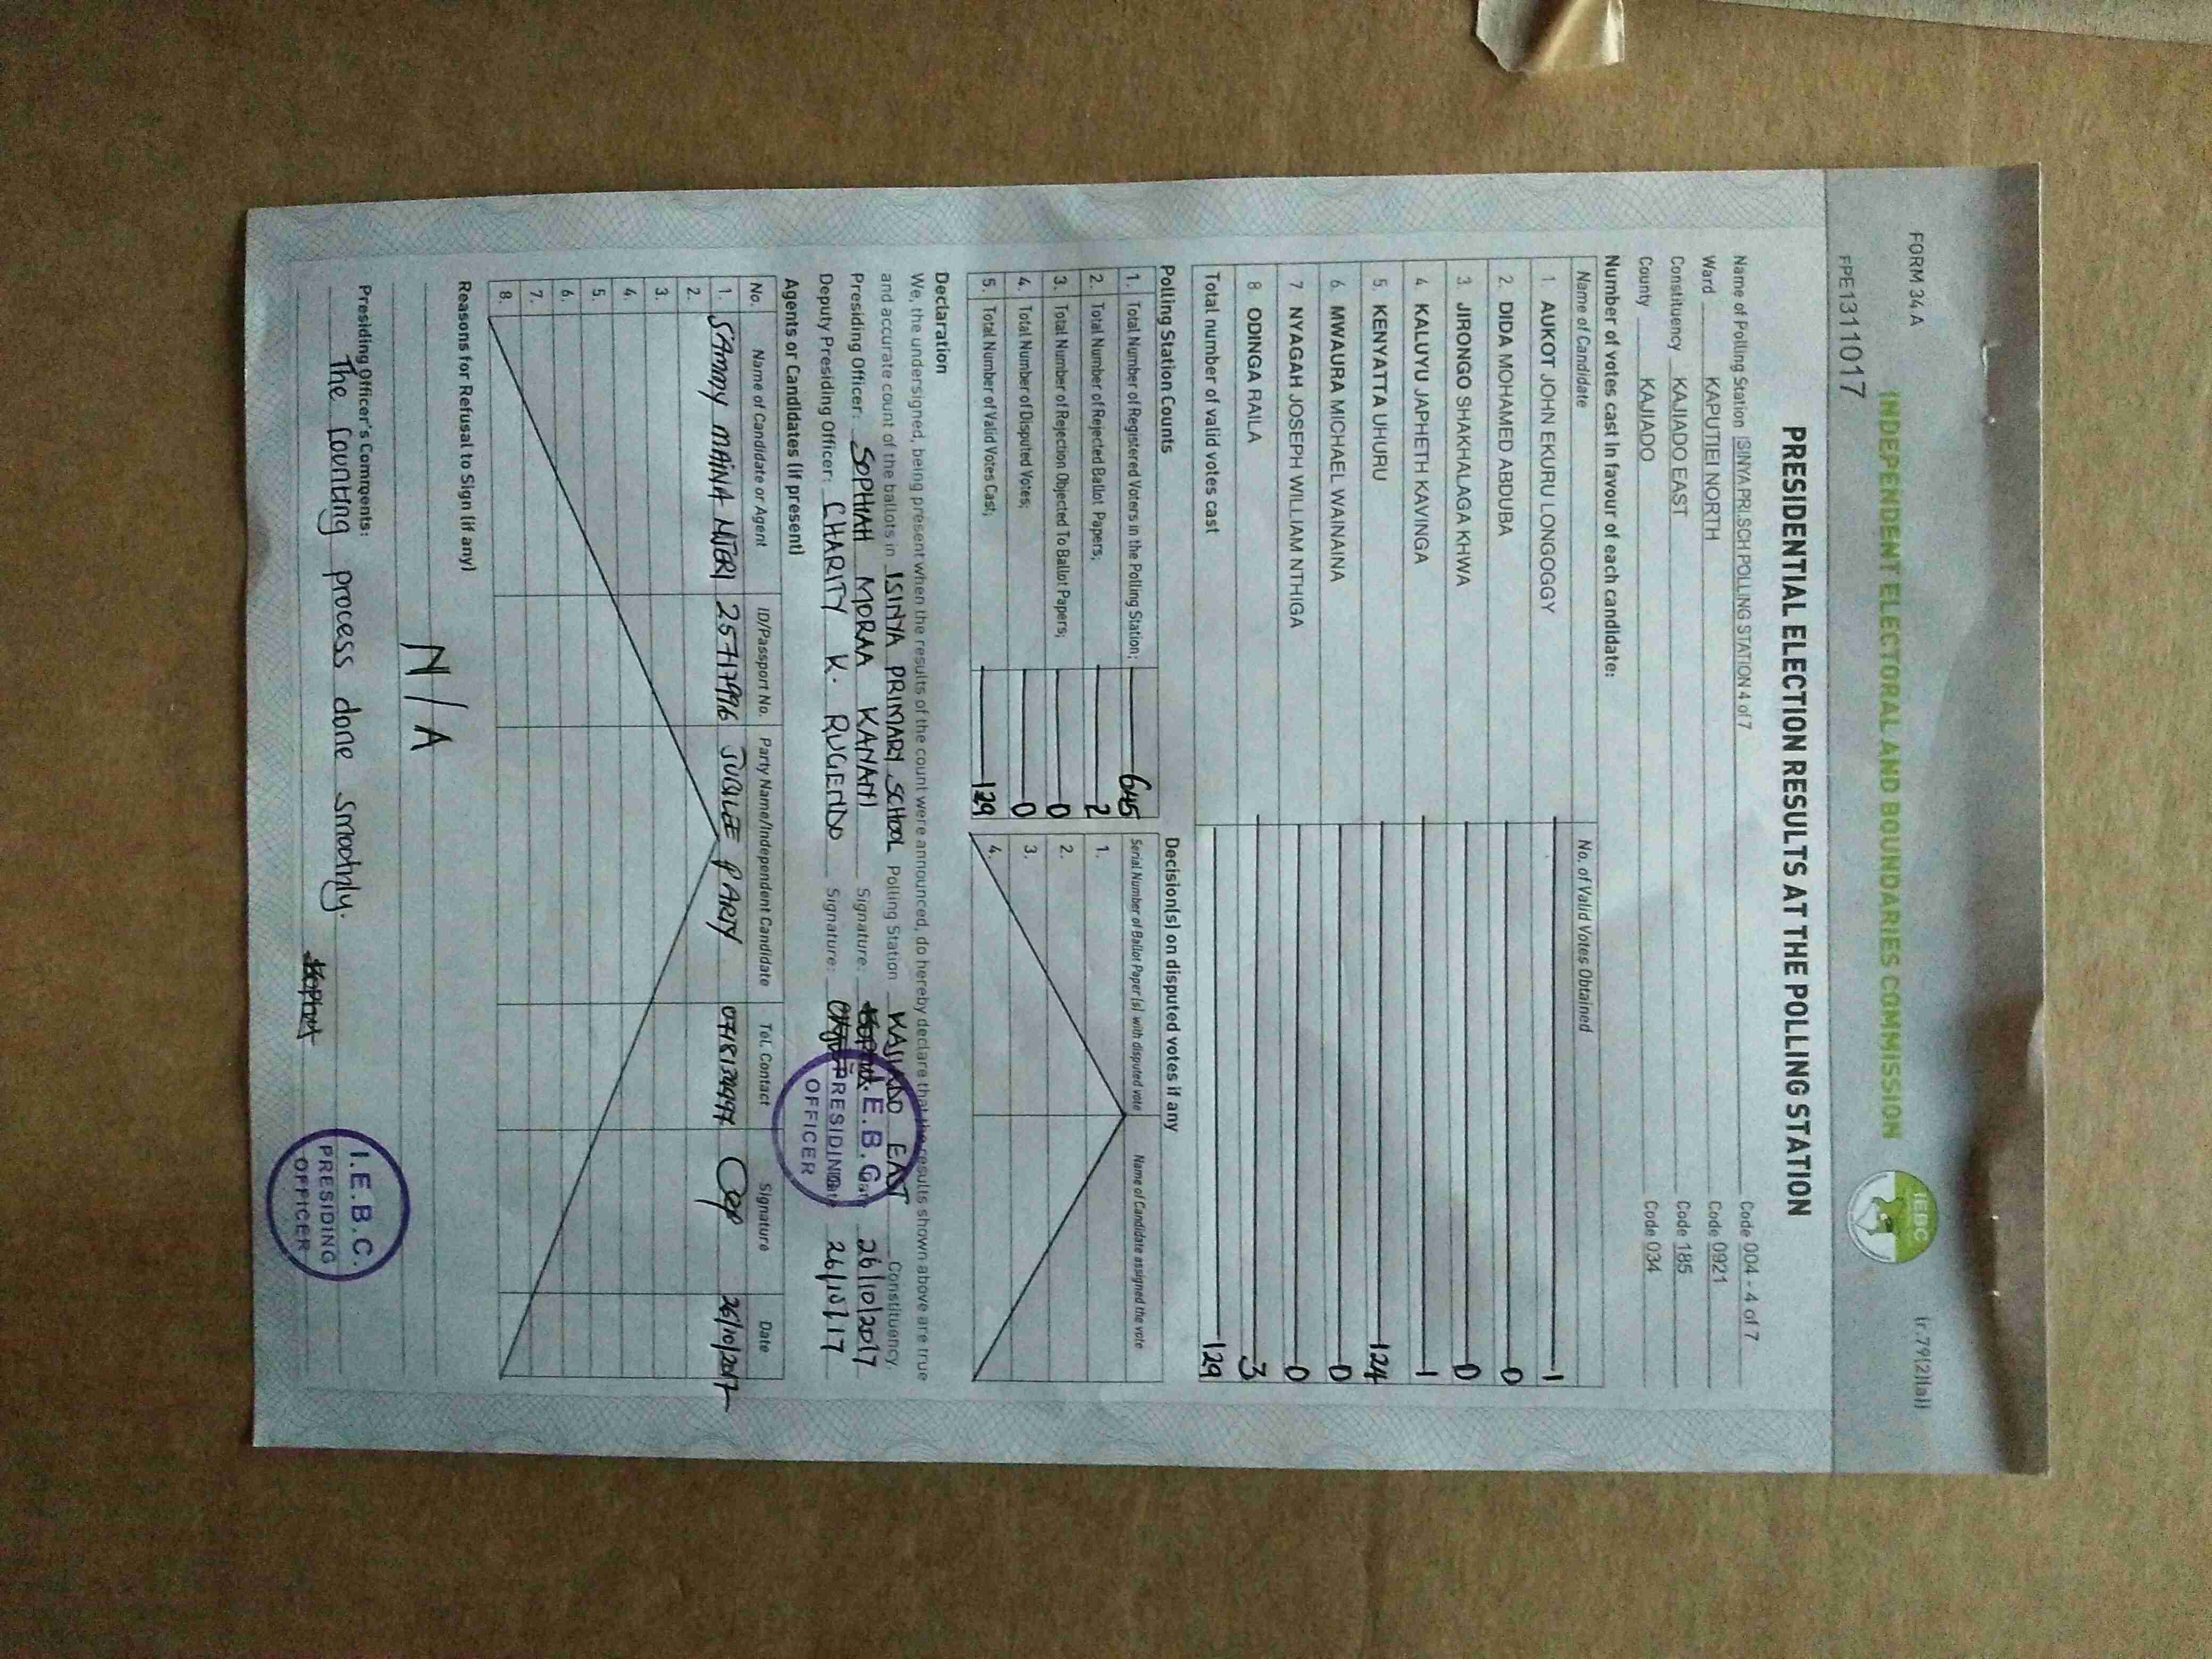 FORM 34 A
(r.79(2)(a))
INDEPENDENT ELECTORAL AND BOUNDARIES COMMISSION
IEBC
FPE1311017
PRESIDENTIAL ELECTION RESULTS AT THE POLLING STATION
Name of Polling Station ISINYA PRI.SCH POLLING STATION 4 of 7 Code 004 - 4 of 7
Ward KAPUTIEI NORTH Code 0921
Constituency KAJIADO EAST Code 185
County KAJIADO Code 034
Number of votes cast in favour of each candidate:
Name of Candidate No. of Valid Votes Obtained
1. AUKOT JOHN EKURU LONGOGGY 1
2. DIDA MOHAMED ABDUBA 0
3. JIRONGO SHAKHALAGA KHWA 0
4 KALUYU JAPHETH KAVINGA 1
5. KENYATTA UHURU 124
6. MWAURA MICHAEL WAINAINA 0
7 NYAGAH JOSEPH WILLIAM NTHIGA 0
8. ODINGA RAILA 3
Total number of valid votes cast 129
Polling Station Counts
1. Total Number of Registered Voters in the Polling Station; 645
2. Total Number of Rejected Ballot Papers; 2
3. Total Number of Rejection Objected To Ballot Papers; 0
4. Total Number of Disputed Votes; 0
5. Total Number of Valid Votes Cast; 129
Decision(s) on disputed votes if any
Serial Number of Ballot Paper (s) with disputed vote Name of Candidate assigned the vote
1.
2.
3.
4.
Declaration
We, the undersigned, being present when the results of the count were announced, do hereby declare that the results shown above are true
and accurate count of the ballots in ISINYA PRIMARY SCHOOL Polling Station KAJIADO EAST Constituency.
Presiding Officer: SOPHIAH MORAA KANANI Signature: Date 26/10/2017
Deputy Presiding Officer: CHARITY K. RUGENDO Signature: Date 26/10/17
I.E.B.C.
PRESIDING
OFFICER
Agents or Candidates (if present)
No. Name of Candidate or Agent ID/Passport No. Party Name/Independent Candidate Tel. Contact Signature Date
1. SAMMY MAINA NJERI 25717996 JUBILEE PARTY 26/10/2017
2.
3.
4.
5.
6.
7.
8.
Reasons for Refusal to Sign (if any)
N/A
Presiding Officer's Comments:
The counting process done smoothly.
I.E.B.C.
PRESIDING
OFFICER